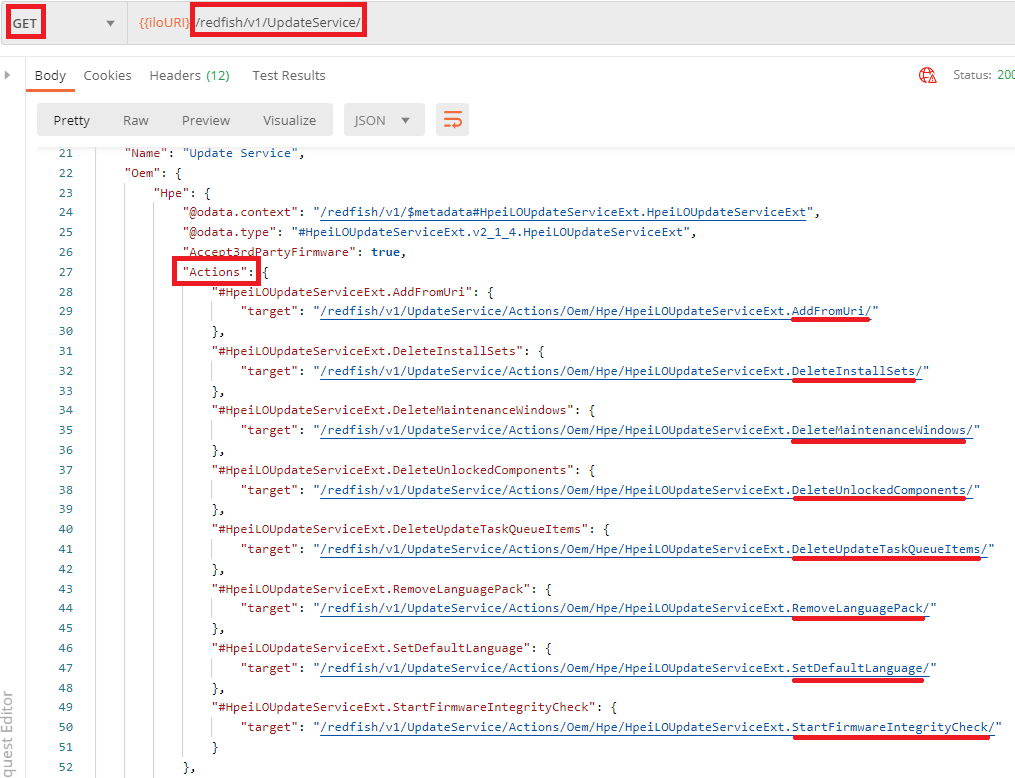 GET {{iloURI}}/redfish/v1/UpdateService/
Body Cookies Headers (12) Test Results Status: 200
Pretty Raw Preview Visualize JSON
21 "Name": "Update Service",
22 "Oem": {
23 "Hpe": {
24 "@odata.context": "/redfish/v1/$metadata#HpeiLOUpdateServiceExt.HpeiLOUpdateServiceExt",
25 "@odata.type": "#HpeiLOUpdateServiceExt.v2_1_4.HpeiLOUpdateServiceExt",
26 "Accept3rdPartyFirmware": true,
27 "Actions": {
28 "#HpeiLOUpdateServiceExt.AddFromUri": {
29 "target": "/redfish/v1/UpdateService/Actions/Oem/Hpe/HpeiLOUpdateServiceExt.AddFromUri/"
30 },
31 "#HpeiLOUpdateServiceExt.DeleteInstallSets": {
32 "target": "/redfish/v1/UpdateService/Actions/Oem/Hpe/HpeiLOUpdateServiceExt.DeleteInstallSets/"
33 },
34 "#HpeiLOUpdateServiceExt.DeleteMaintenanceWindows": {
35 "target": "/redfish/v1/UpdateService/Actions/Oem/Hpe/HpeiLOUpdateServiceExt.DeleteMaintenanceWindows/"
36 },
37 "#HpeiLOUpdateServiceExt.DeleteUnlockedComponents": {
38 "target": "/redfish/v1/UpdateService/Actions/Oem/Hpe/HpeiLOUpdateServiceExt.DeleteUnlockedComponents/"
39 },
40 "#HpeiLOUpdateServiceExt.DeleteUpdateTaskQueueItems": {
41 "target": "/redfish/v1/UpdateService/Actions/Oem/Hpe/HpeiLOUpdateServiceExt.DeleteUpdateTaskQueueItems/"
42 },
43 "#HpeiLOUpdateServiceExt.RemoveLanguagePack": {
44 "target": "/redfish/v1/UpdateService/Actions/Oem/Hpe/HpeiLOUpdateServiceExt.RemoveLanguagePack/"
45 },
46 "#HpeiLOUpdateServiceExt.SetDefaultLanguage": {
47 "target": "/redfish/v1/UpdateService/Actions/Oem/Hpe/HpeiLOUpdateServiceExt.SetDefaultLanguage/"
48 },
49 "#HpeiLOUpdateServiceExt.StartFirmwareIntegrityCheck": {
50 "target": "/redfish/v1/UpdateService/Actions/Oem/Hpe/HpeiLOUpdateServiceExt.StartFirmwareIntegrityCheck/"
51 }
52 },
quest Editor